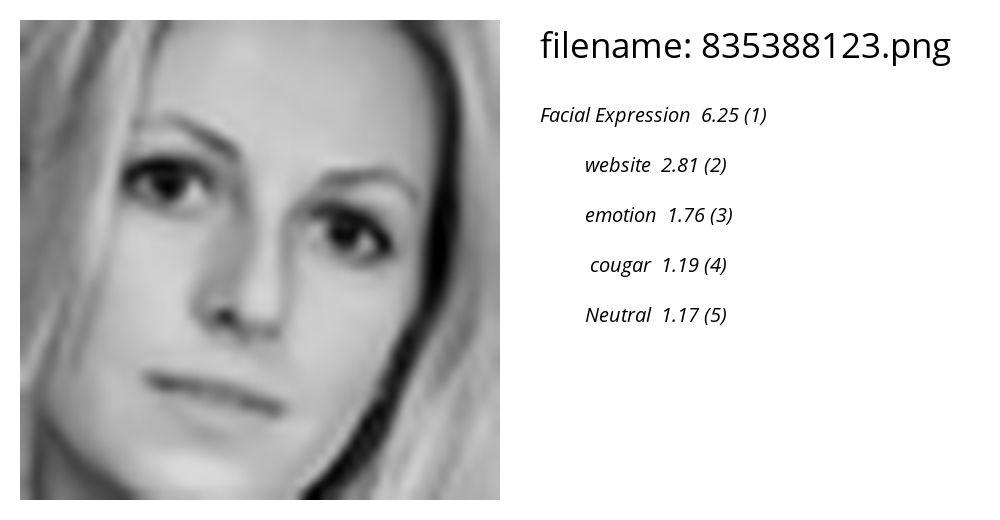 filename: 835388123.png
Facial Expression 6.25 (1)
website 2.81 (2)
emotion 1.76 (3)
cougar 1.19 (4)
Neutral 1.17 (5)